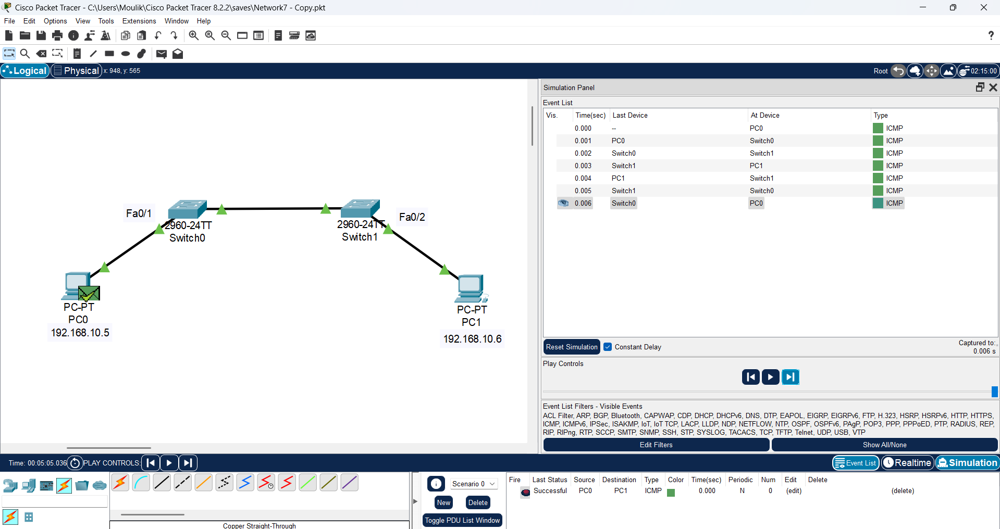 Cisco Packet Tracer - C:\Users\Moulik\Cisco Packet Tracer 8.2.2\saves\Network7 - Copy.pkt
File Edit Options View Tools Extensions Window Help
?
Logical Physical x: 948, y: 565 Root 02:15:00
Simulation Panel
Event List
Vis. Time(sec) Last Device At Device Type
0.000 -- PC0 ICMP
0.001 PC0 Switch0 ICMP
0.002 Switch0 Switch1 ICMP
0.003 Switch1 PC1 ICMP
0.004 PC1 Switch1 ICMP
0.005 Switch1 Switch0 ICMP
0.006 Switch0 PC0 ICMP
Fa0/1
2960-24TT
Switch0
2960-24TT
Switch1
Fa0/2
PC-PT
PC0
192.168.10.5
PC-PT
PC1
192.168.10.6
Reset Simulation Constant Delay
Captured to:
0.006 s
Play Controls
Event List Filters - Visible Events
ACL Filter, ARP, BGP, Bluetooth, CAPWAP, CDP, DHCP, DHCPv6, DNS, DTP, EAPOL, EIGRP, EIGRPv6, FTP, H.323, HSRP, HSRPv6, HTTP, HTTPS,
ICMP, ICMPv6, IPSec, ISAKMP, IoT, IoT TCP, LACP, LLDP, NDP, NETFLOW, NTP, OSPF, OSPFv6, PAgP, POP3, PPP, PPPoED, PTP, RADIUS, REP,
RIP, RIPng, RTP, SCCP, SMTP, SNMP, SSH, STP, SYSLOG, TACACS, TCP, TFTP, Telnet, UDP, USB, VTP
Edit Filters Show All/None
Time: 00:05:05.036 PLAY CONTROLS: Event List Realtime Simulation
Scenario 0
New Delete
Toggle PDU List Window
Fire Last Status Source Destination Type Color Time(sec) Periodic Num Edit Delete
Successful PC0 PC1 ICMP 0.000 N 0 (edit) (delete)
Copper Straight-Through